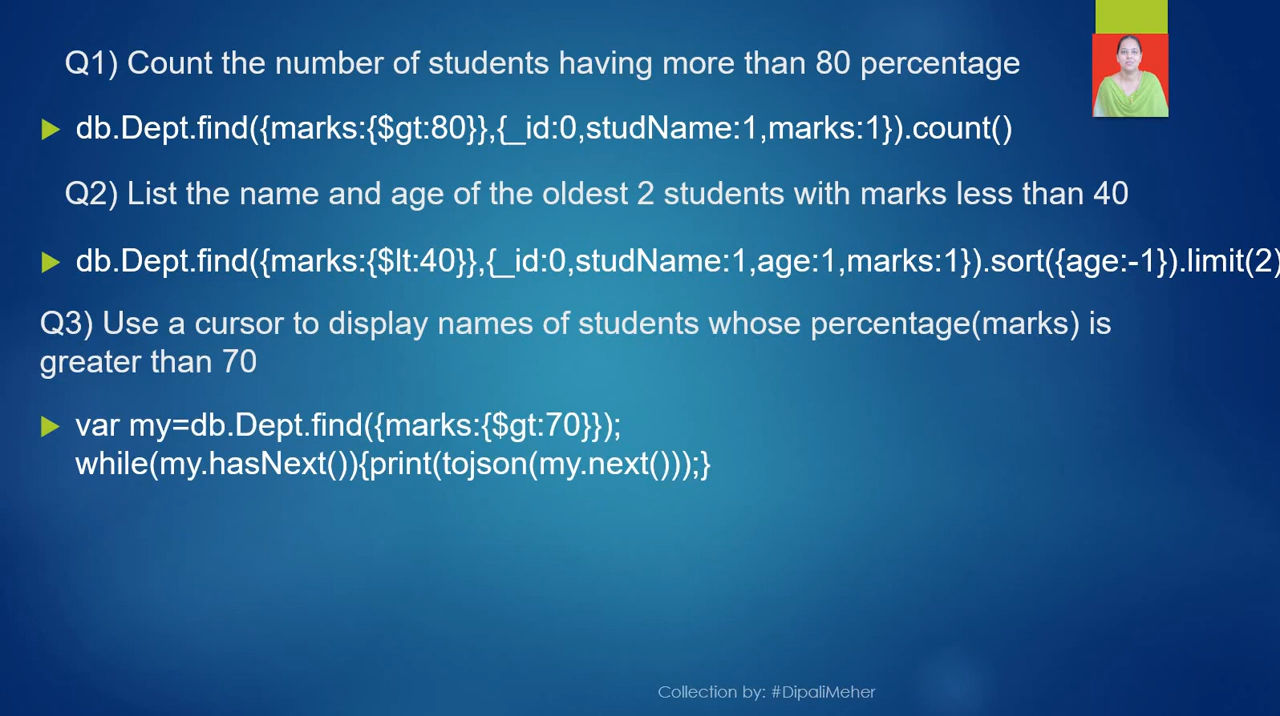 Q1) Count the number of students having more than 80 percentage
db.Dept.find({marks:{$gt:80}},{_id:0,studName:1,marks:1}).count()
Q2) List the name and age of the oldest 2 students with marks less than 40
db.Dept.find({marks:{$lt:40}},{_id:0,studName:1,age:1,marks:1}).sort({age:-1}).limit(2)
Q3) Use a cursor to display names of students whose percentage(marks) is
greater than 70
var my=db.Dept.find({marks:{$gt:70}});
while(my.hasNext()){print(tojson(my.next()));}
Collection by: #DipaliMeher